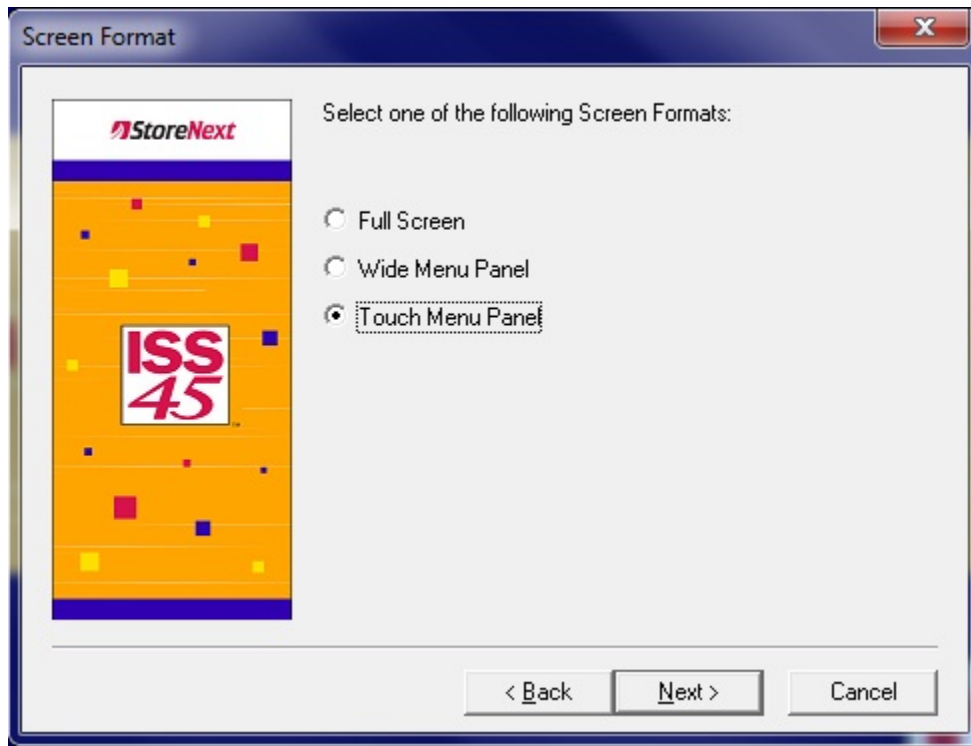 Screen Format
StoreNext
Select one of the following Screen Formats:
Full Screen
Wide Menu Panel
Touch Menu Panel
ISS
45
< Back
Next >
Cancel